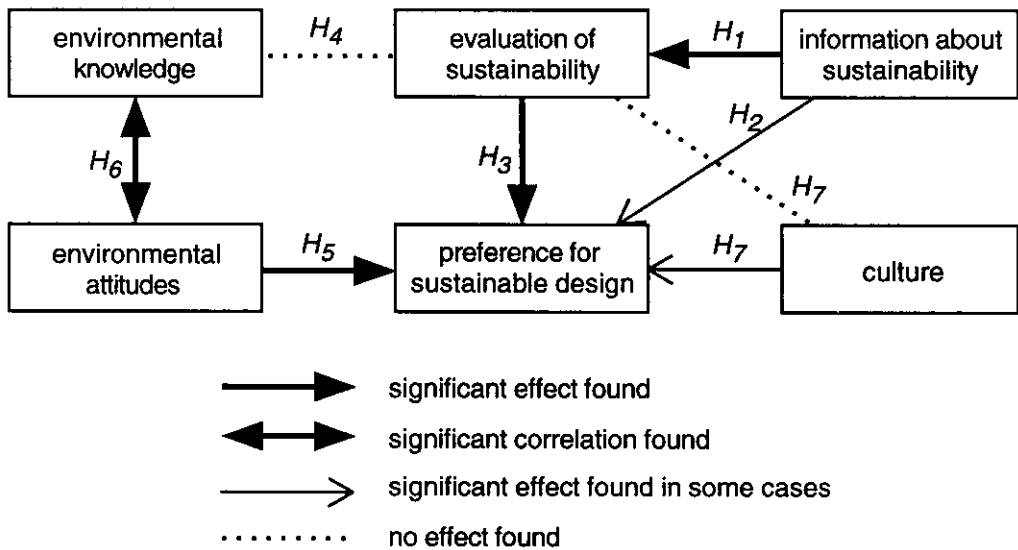 environmental
knowledge
H4
evaluation of
sustainability
H1
information about
sustainability
H2
H6
H3
H7
environmental
attitudes
H5
preference for
sustainable design
H7
culture
significant effect found
significant correlation found
significant effect found in some cases
no effect found